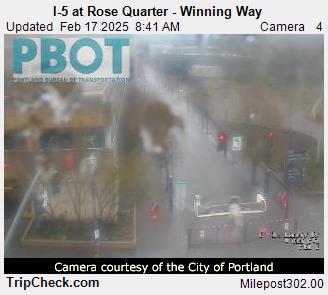 I-5 at Rose Quarter - Winning Way
Updated Feb 17 2025 8:41 AM Camera 4
PBOT
PORTLAND BUREAU OF TRANSPORTATION
Camera courtesy of the City of Portland
TripCheck.com Milepost302.00